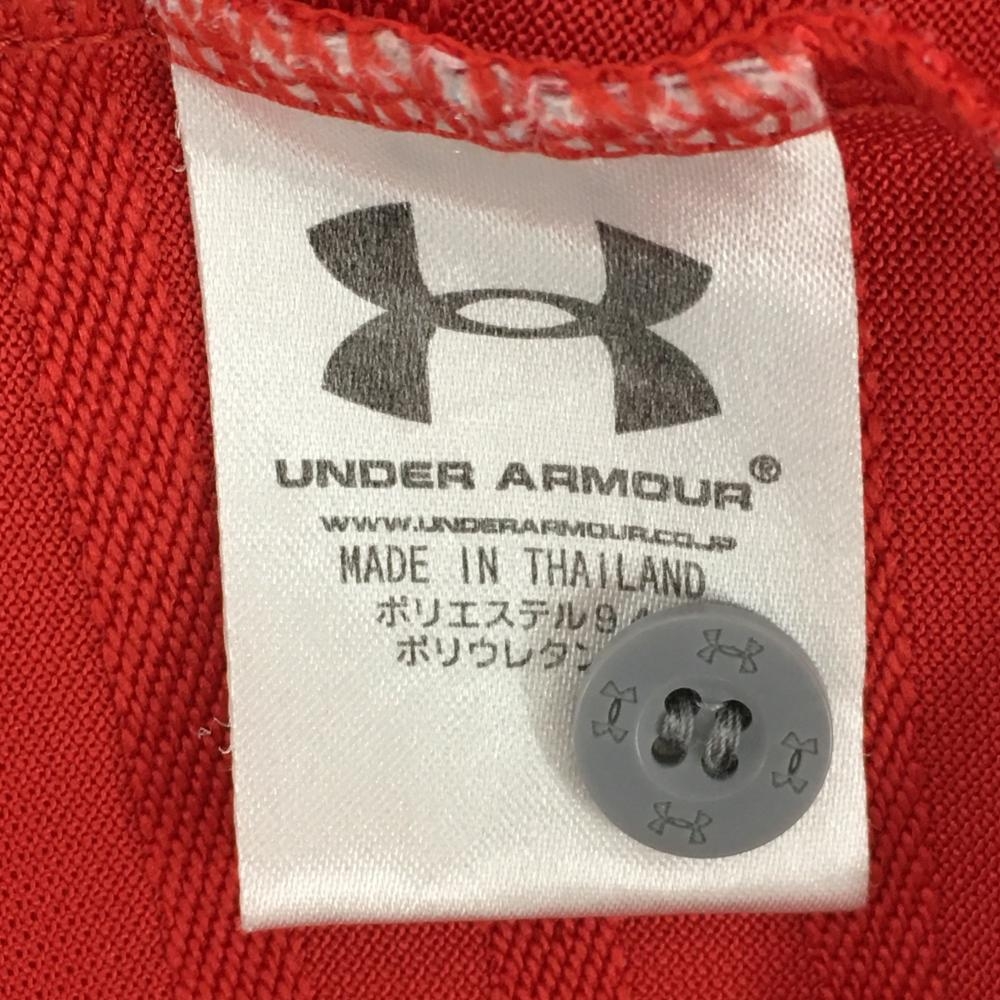 UNDER ARMOUR®
WWW.UNDERARMOUR.CO.JP
MADE IN THAILAND
ポリエステル9
ポリウレタン